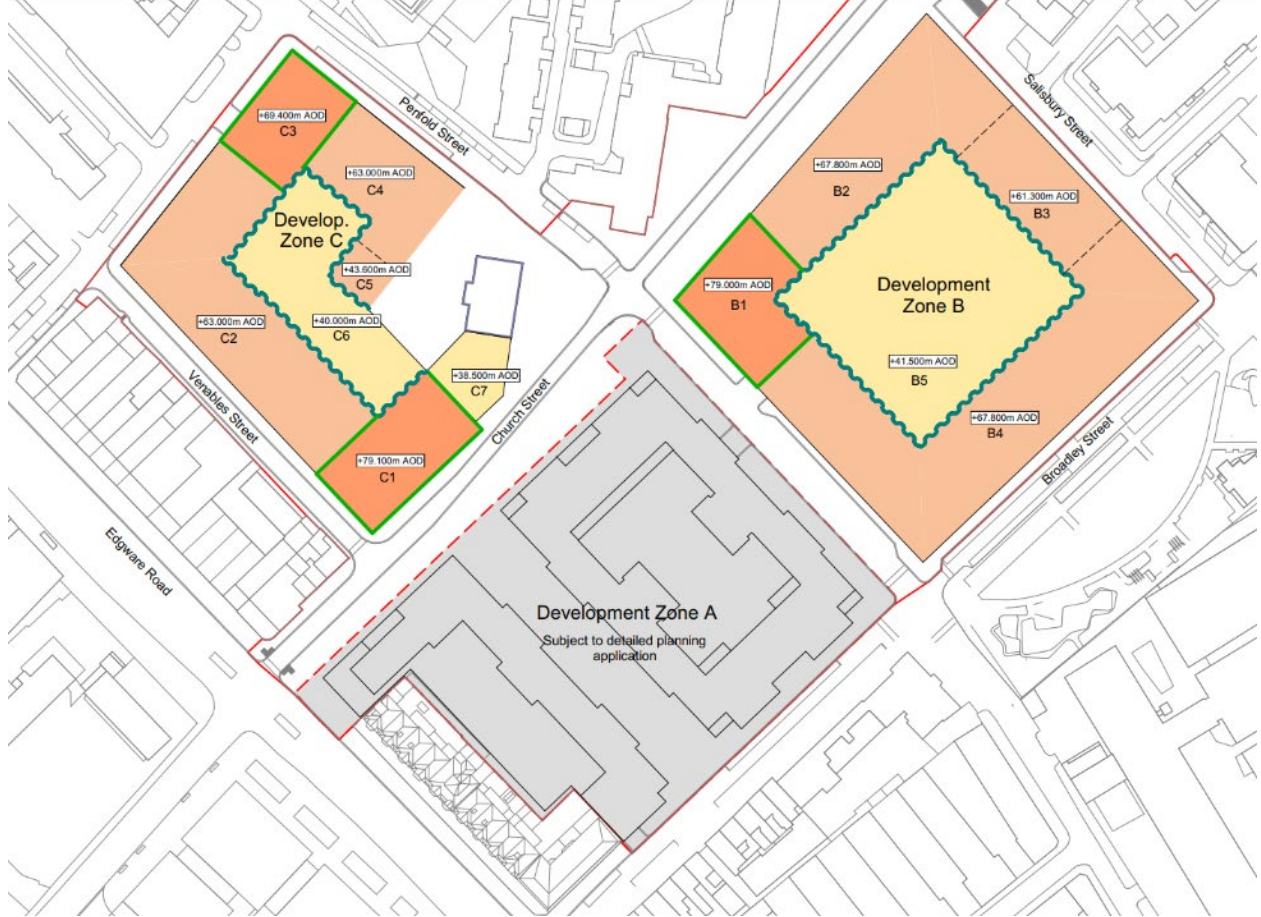 Salisbury Street
Penfold Street
+69.400m AOD
C3
+63.000m AOD
C4
Develop.
Zone C
+43.600m AOD
C5
+63.000m AOD
C2
+40.000m AOD
C6
+38.500m AOD
C7
+79.100m AOD
C1
Venables Street
Church Street
Edgware Road
+67.800m AOD
B2
+61.300m AOD
B3
+79.000m AOD
B1
Development
Zone B
+41.500m AOD
B5
+67.800m AOD
B4
Broadley Street
Development Zone A
Subject to detailed planning
application